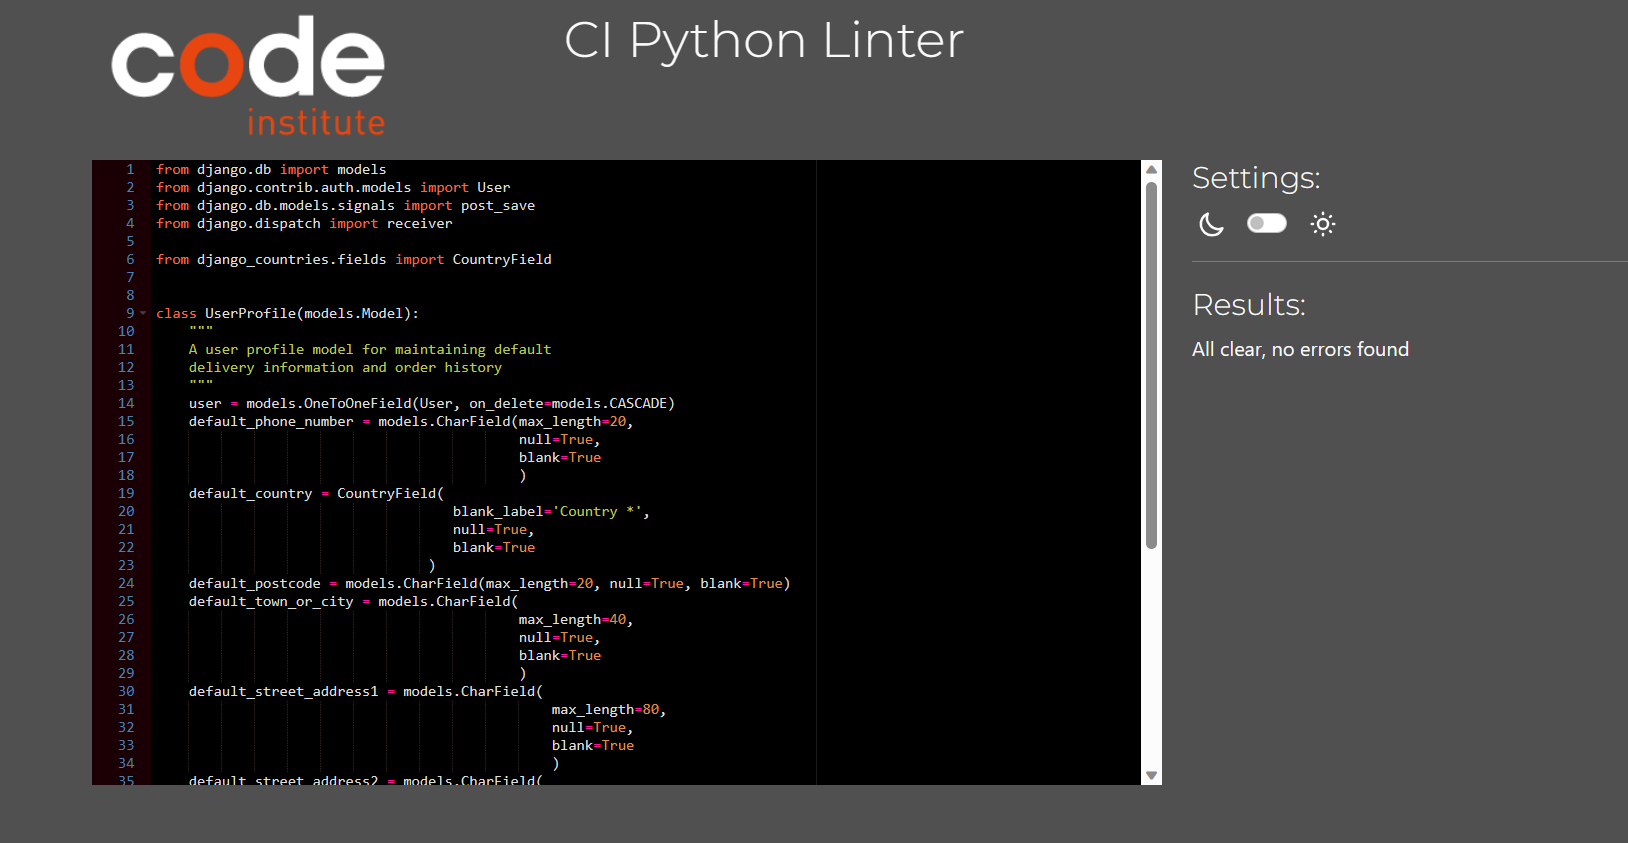 code
institute
CI Python Linter
1 from django.db import models
2 from django.contrib.auth.models import User
3 from django.db.models.signals import post_save
4 from django.dispatch import receiver
5
6 from django_countries.fields import CountryField
7
8
9 class UserProfile(models.Model):
10     """
11     A user profile model for maintaining default
12     delivery information and order history
13     """
14     user = models.OneToOneField(User, on_delete=models.CASCADE)
15     default_phone_number = models.CharField(max_length=20,
16                                             null=True,
17                                             blank=True
18                                             )
19     default_country = CountryField(
20                                     blank_label='Country *',
21                                     null=True,
22                                     blank=True
23                                  )
24     default_postcode = models.CharField(max_length=20, null=True, blank=True)
25     default_town_or_city = models.CharField(
26                                             max_length=40,
27                                             null=True,
28                                             blank=True
29                                             )
30     default_street_address1 = models.CharField(
31                                                 max_length=80,
32                                                 null=True,
33                                                 blank=True
34                                                 )
35     default_street_address2 = models.CharField(
Settings:
Results:
All clear, no errors found